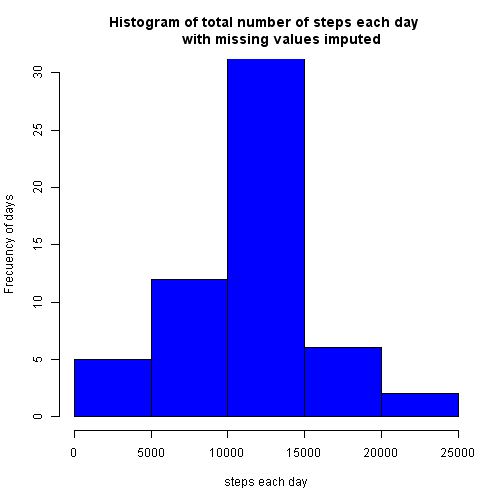 Histogram of total number of steps each day
with missing values imputed
Frecuency of days
30
25
20
15
10
5
0
0 5000 10000 15000 20000 25000
steps each day